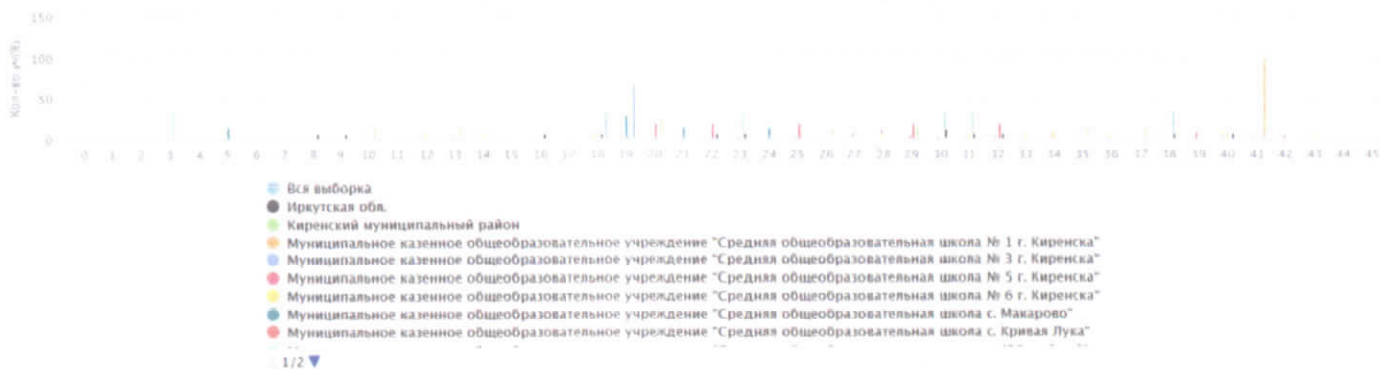 150
Кол-во уч.
100
50
0
0 1 2 3 4 5 6 7 8 9 10 11 12 13 14 15 16 17 18 19 20 21 22 23 24 25 26 27 28 29 30 31 32 33 34 35 36 37 38 39 40 41 42 43 44 45
Вся выборка
Иркутская обл.
Киренский муниципальный район
Муниципальное казенное общеобразовательное учреждение "Средняя общеобразовательная школа № 1 г. Киренска"
Муниципальное казенное общеобразовательное учреждение "Средняя общеобразовательная школа № 3 г. Киренска"
Муниципальное казенное общеобразовательное учреждение "Средняя общеобразовательная школа № 5 г. Киренска"
Муниципальное казенное общеобразовательное учреждение "Средняя общеобразовательная школа № 6 г. Киренска"
Муниципальное казенное общеобразовательное учреждение "Средняя общеобразовательная школа с. Макарово"
Муниципальное казенное общеобразовательное учреждение "Средняя общеобразовательная школа с. Кривая Лука"
1/2